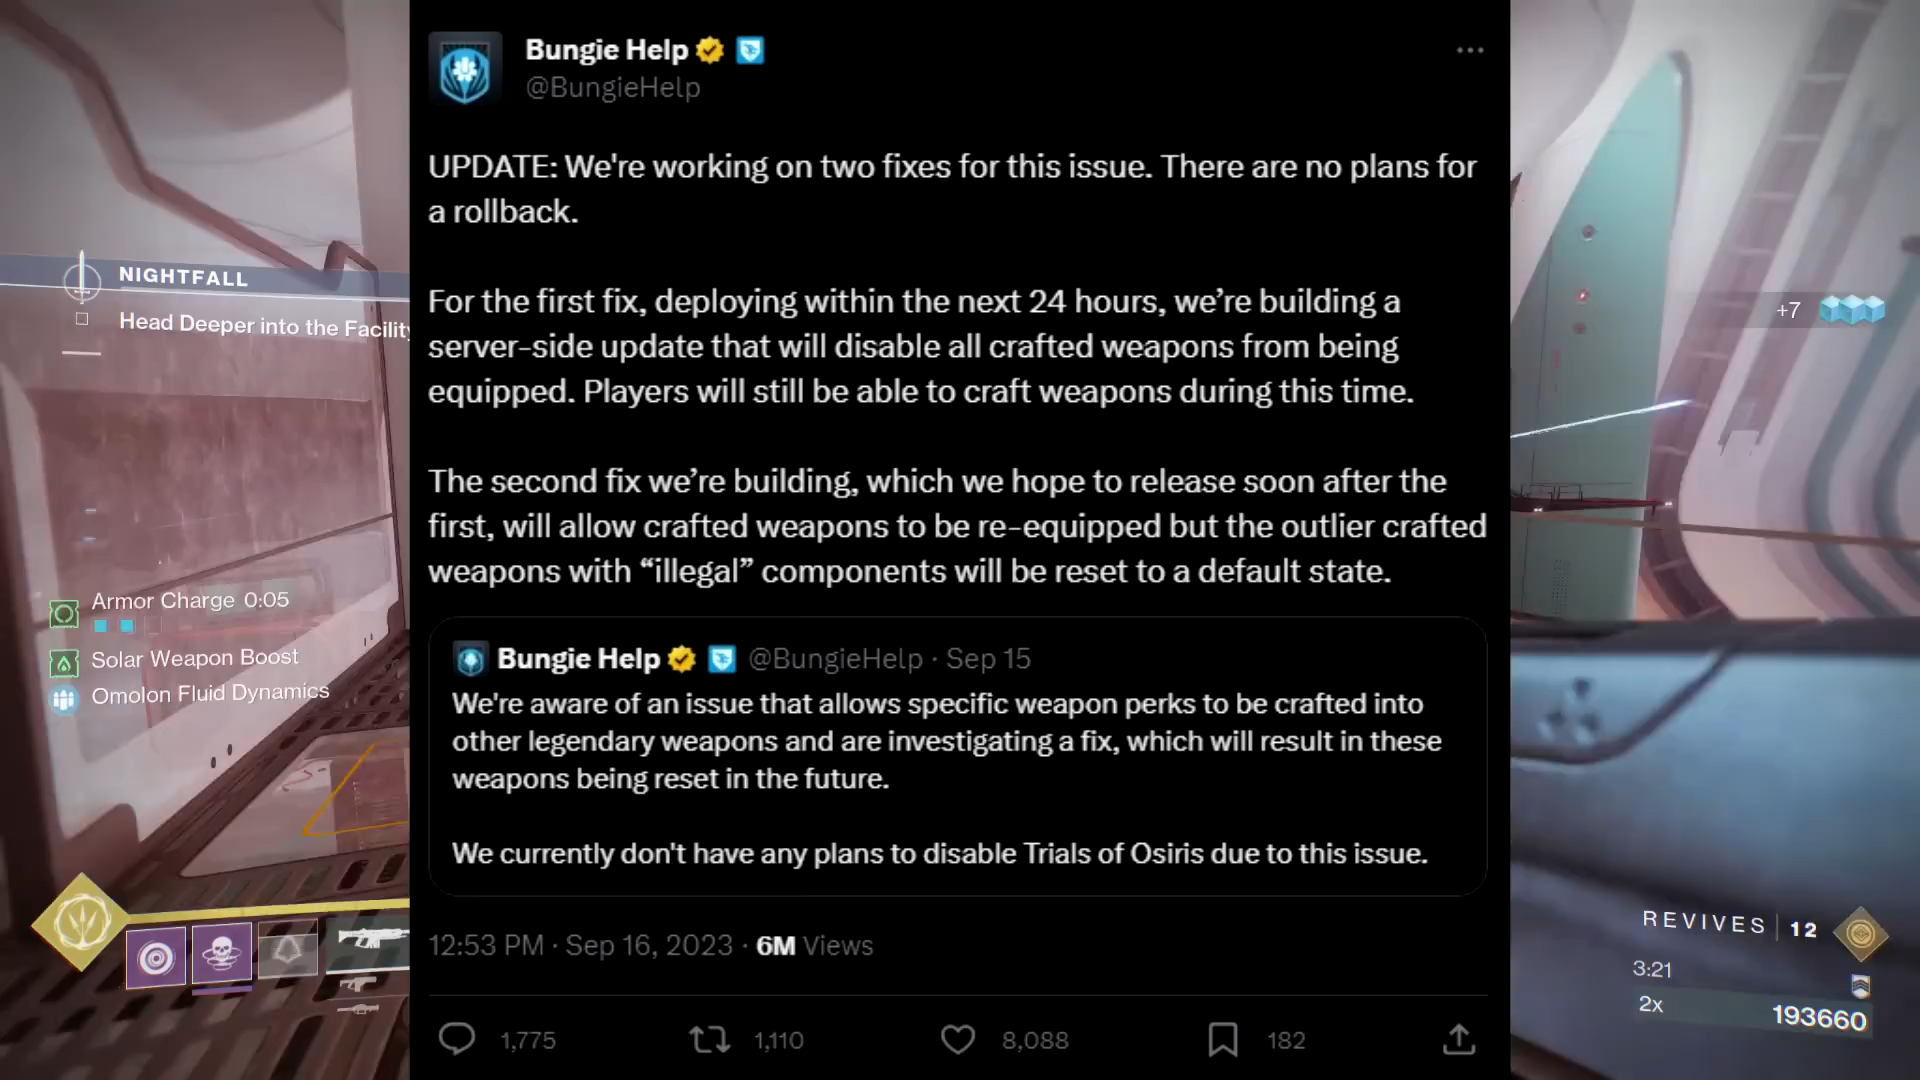 Bungie Help
@BungieHelp
UPDATE: We're working on two fixes for this issue. There are no plans for
a rollback.
For the first fix, deploying within the next 24 hours, we’re building a
server-side update that will disable all crafted weapons from being
equipped. Players will still be able to craft weapons during this time.
The second fix we’re building, which we hope to release soon after the
first, will allow crafted weapons to be re-equipped but the outlier crafted
weapons with “illegal” components will be reset to a default state.
Bungie Help @BungieHelp · Sep 15
We're aware of an issue that allows specific weapon perks to be crafted into
other legendary weapons and are investigating a fix, which will result in these
weapons being reset in the future.
We currently don't have any plans to disable Trials of Osiris due to this issue.
12:53 PM · Sep 16, 2023 · 6M Views
1,775 1,110 8,088 182
NIGHTFALL
Head Deeper into the Facility
Armor Charge 0:05
Solar Weapon Boost
Omolon Fluid Dynamics
+7
REVIVES | 12
3:21
2x 193660